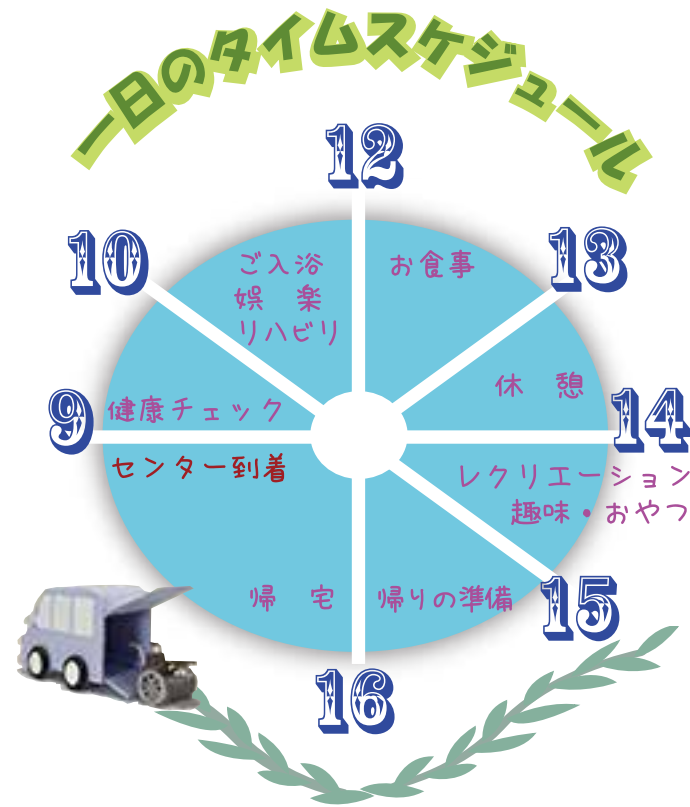 一日のタイムスケジュール
12
10
13
ご入浴
娯 楽
リハビリ
お食事
9
健康チェック
休 憩
14
センター到着
レクリエーション
趣味・おやつ
帰 宅
帰りの準備
15
16